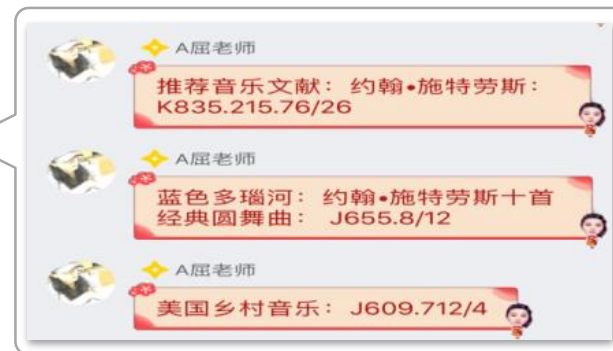 A屈老师
推荐音乐文献：约翰•施特劳斯：
K835.215.76/26
A屈老师
蓝色多瑙河：约翰•施特劳斯十首
经典圆舞曲： J655.8/12
A屈老师
美国乡村音乐：J609.712/4